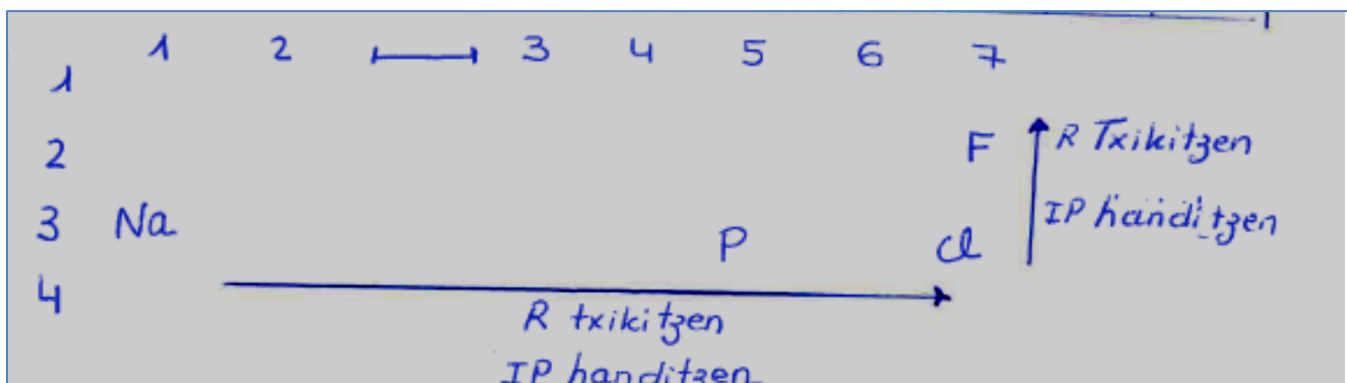 1 2 3 4 5 6 7
1
2 F R Txikitzen
IP handitzen
3 Na P Cl
4
R txikitzen
IP handitzen